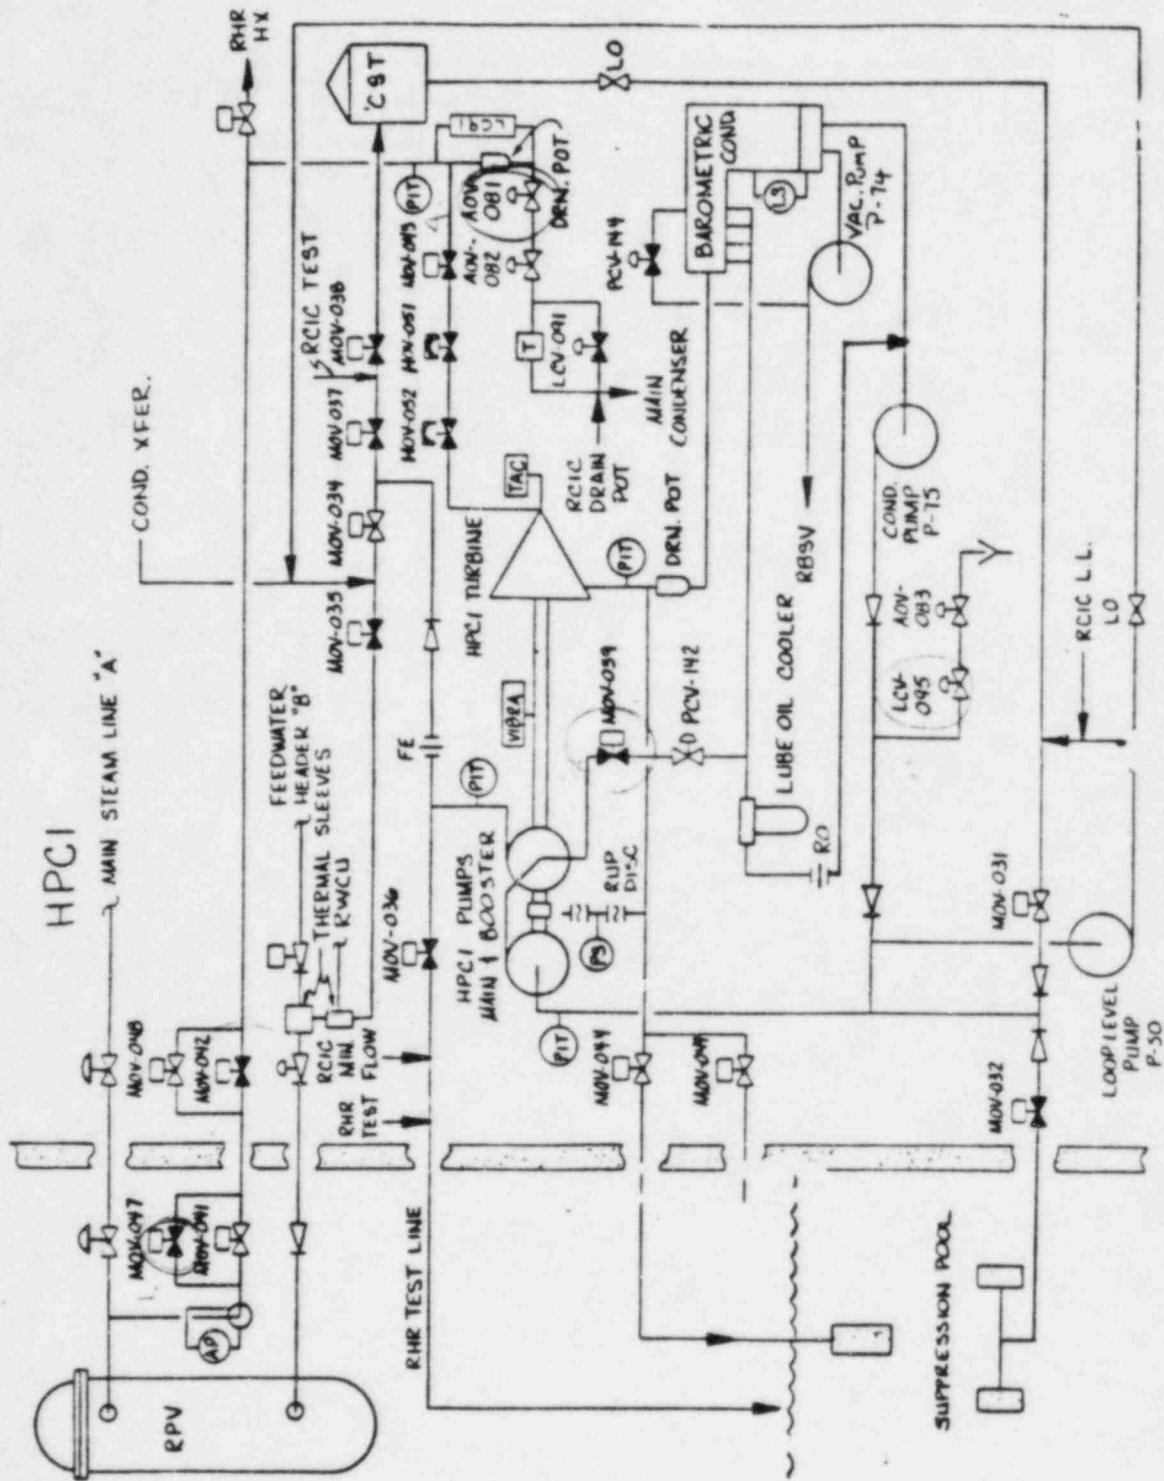 HPCI
MAIN STEAM LINE "A"
COND. XFER.
RHR
HX
RCIC TEST
CST
LO
FEEDWATER
HEADER "B"
THERMAL SLEEVES
RWCU
MOV-048
MOV-042
MOV-047
MOV-041
ΔP
RPV
RCIC
MIN.
FLOW
RHR
TEST
RHR TEST LINE
MOV-035
MOV-034
MOV-037
MOV-038
MOV-036
FE
PIT
HPCI PUMPS
MAIN & BOOSTER
VIBRA
HPCI TURBINE
TAC
HOV-052
HOV-051
MOV-043
PIT
AOV-
082
AOV
081
DRN. POT
T
LCV-091
RCIC
DRAIN
POT
MAIN
CONDENSER
PIT
DRN. POT
PIT
PS
RUP
DISC
MOV-059
PCV-142
MOV-044
PCV-144
BAROMETRIC
COND
LS
VAC. PUMP
P-74
RBSV
LUBE OIL COOLER
RO
COND.
PUMP
P-75
AOV-
083
LCV-
095
RCIC L.L.
LO
MOV-031
MOV-032
LOOP LEVEL
PUMP
P-50
SUPPRESSION POOL